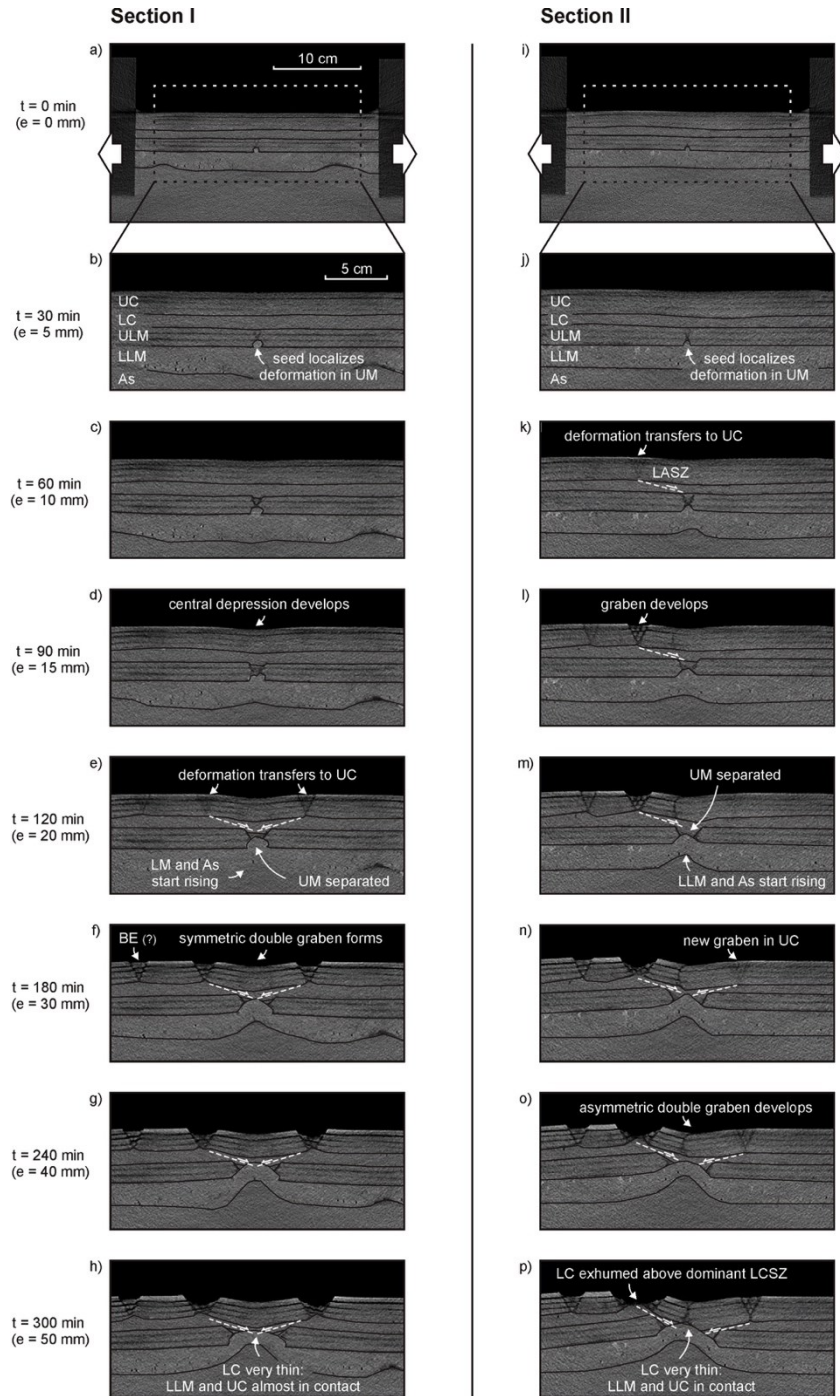 Section I
Section II
a)
10 cm
i)
t = 0 min
(e = 0 mm)
b)
5 cm
j)
t = 30 min
(e = 5 mm)
UC
LC
ULM
LLM
As
seed localizes
deformation in UM
UC
LC
ULM
LLM
As
seed localizes
deformation in UM
c)
k)
t = 60 min
(e = 10 mm)
deformation transfers to UC
LASZ
d)
l)
t = 90 min
(e = 15 mm)
central depression develops
graben develops
e)
m)
t = 120 min
(e = 20 mm)
deformation transfers to UC
LM and As
start rising
UM separated
UM separated
LLM and As start rising
f)
n)
t = 180 min
(e = 30 mm)
BE (?)
symmetric double graben forms
new graben in UC
g)
o)
t = 240 min
(e = 40 mm)
asymmetric double graben develops
h)
p)
t = 300 min
(e = 50 mm)
LC very thin:
LLM and UC almost in contact
LC exhumed above dominant LCSZ
LC very thin:
LLM and UC in contact